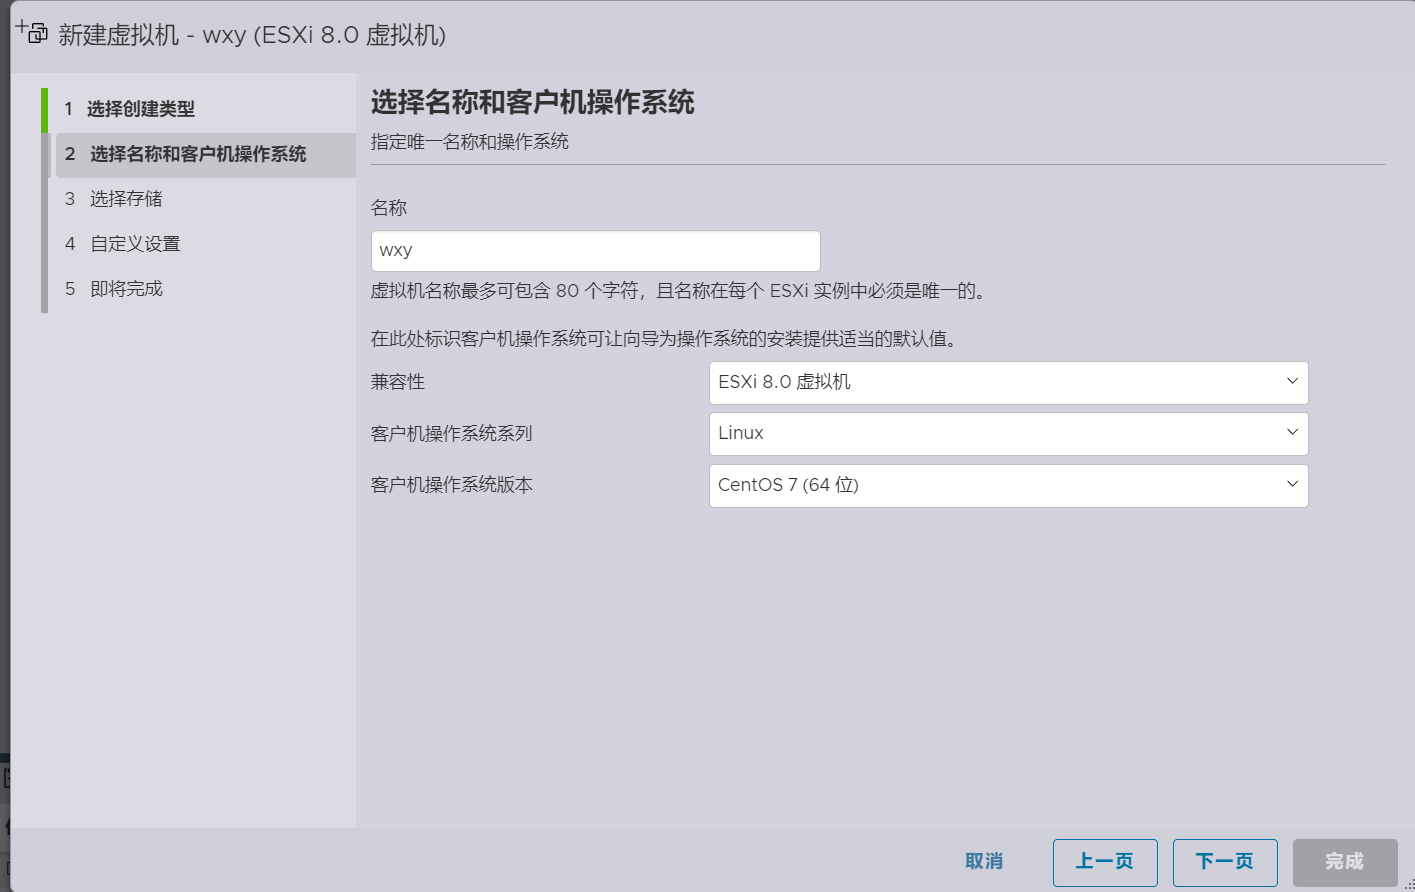 新建虚拟机 - wxy (ESXi 8.0 虚拟机)
1 选择创建类型
2 选择名称和客户机操作系统
3 选择存储
4 自定义设置
5 即将完成
选择名称和客户机操作系统
指定唯一名称和操作系统
名称
wxy
虚拟机名称最多可包含 80 个字符，且名称在每个 ESXi 实例中必须是唯一的。
在此处标识客户机操作系统可让向导为操作系统的安装提供适当的默认值。
兼容性 ESXi 8.0 虚拟机
客户机操作系统系列 Linux
客户机操作系统版本 CentOS 7 (64 位)
取消 上一页 下一页 完成